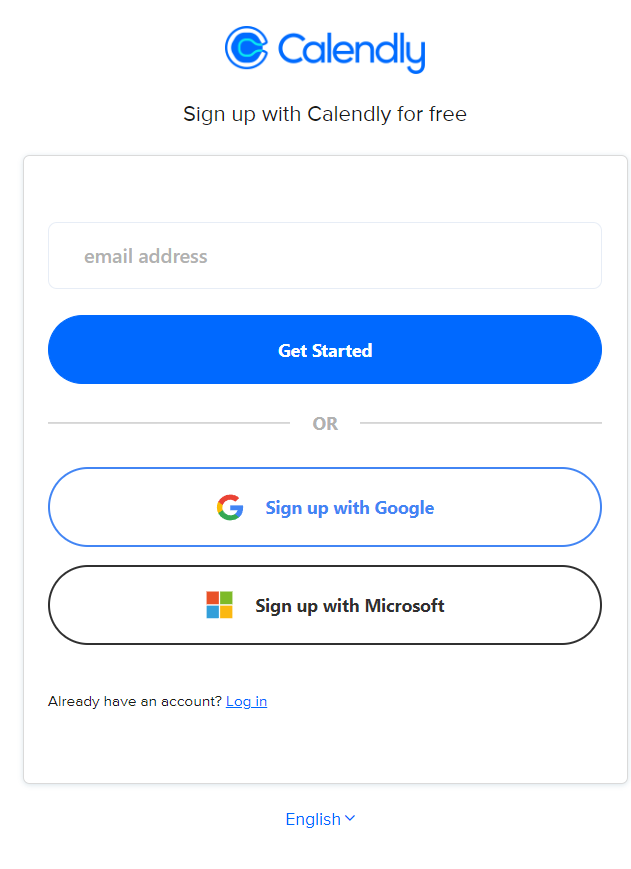 Calendly
Sign up with Calendly for free
email address
Get Started
OR
Sign up with Google
Sign up with Microsoft
Already have an account? Log in
English